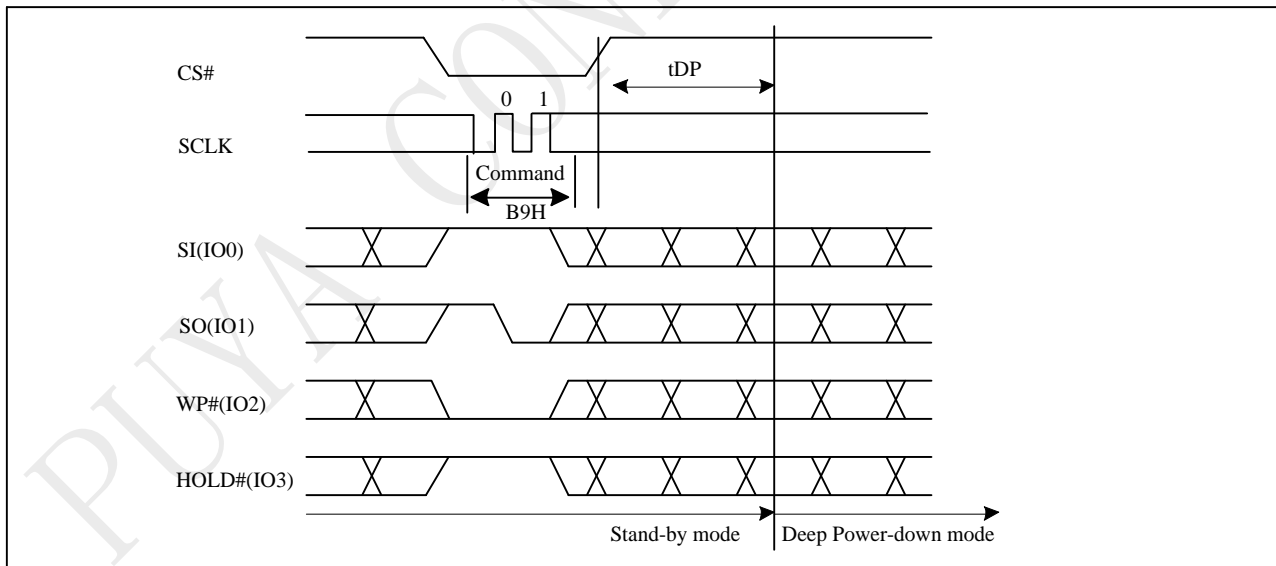 CS#
tDP
0 1
SCLK
Command
B9H
SI(IO0)
SO(IO1)
WP#(IO2)
HOLD#(IO3)
Stand-by mode Deep Power-down mode
PUYA